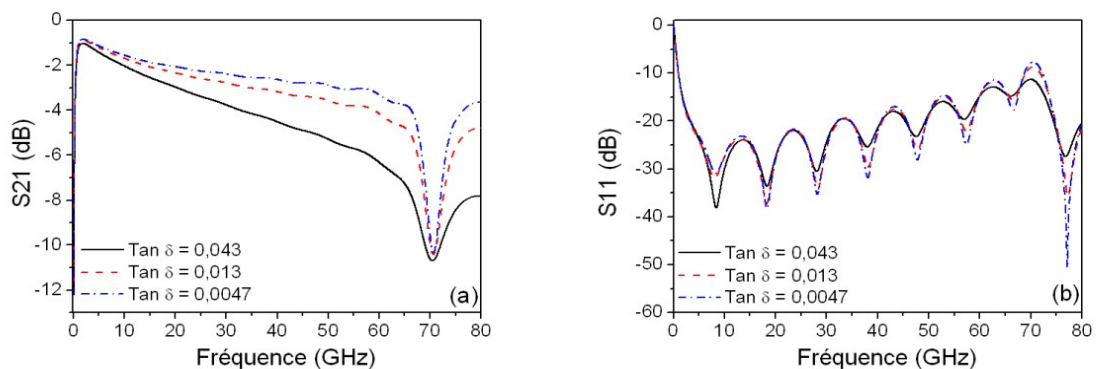 0
-2
-4
-6
-8
-10
-12
S21 (dB)
Tan δ = 0,043
Tan δ = 0,013
Tan δ = 0,0047
(a)
0 10 20 30 40 50 60 70 80
Fréquence (GHz)
0
-10
-20
-30
-40
-50
-60
S11 (dB)
Tan δ = 0,043
Tan δ = 0,013
Tan δ = 0,0047
(b)
0 10 20 30 40 50 60 70 80
Fréquence (GHz)